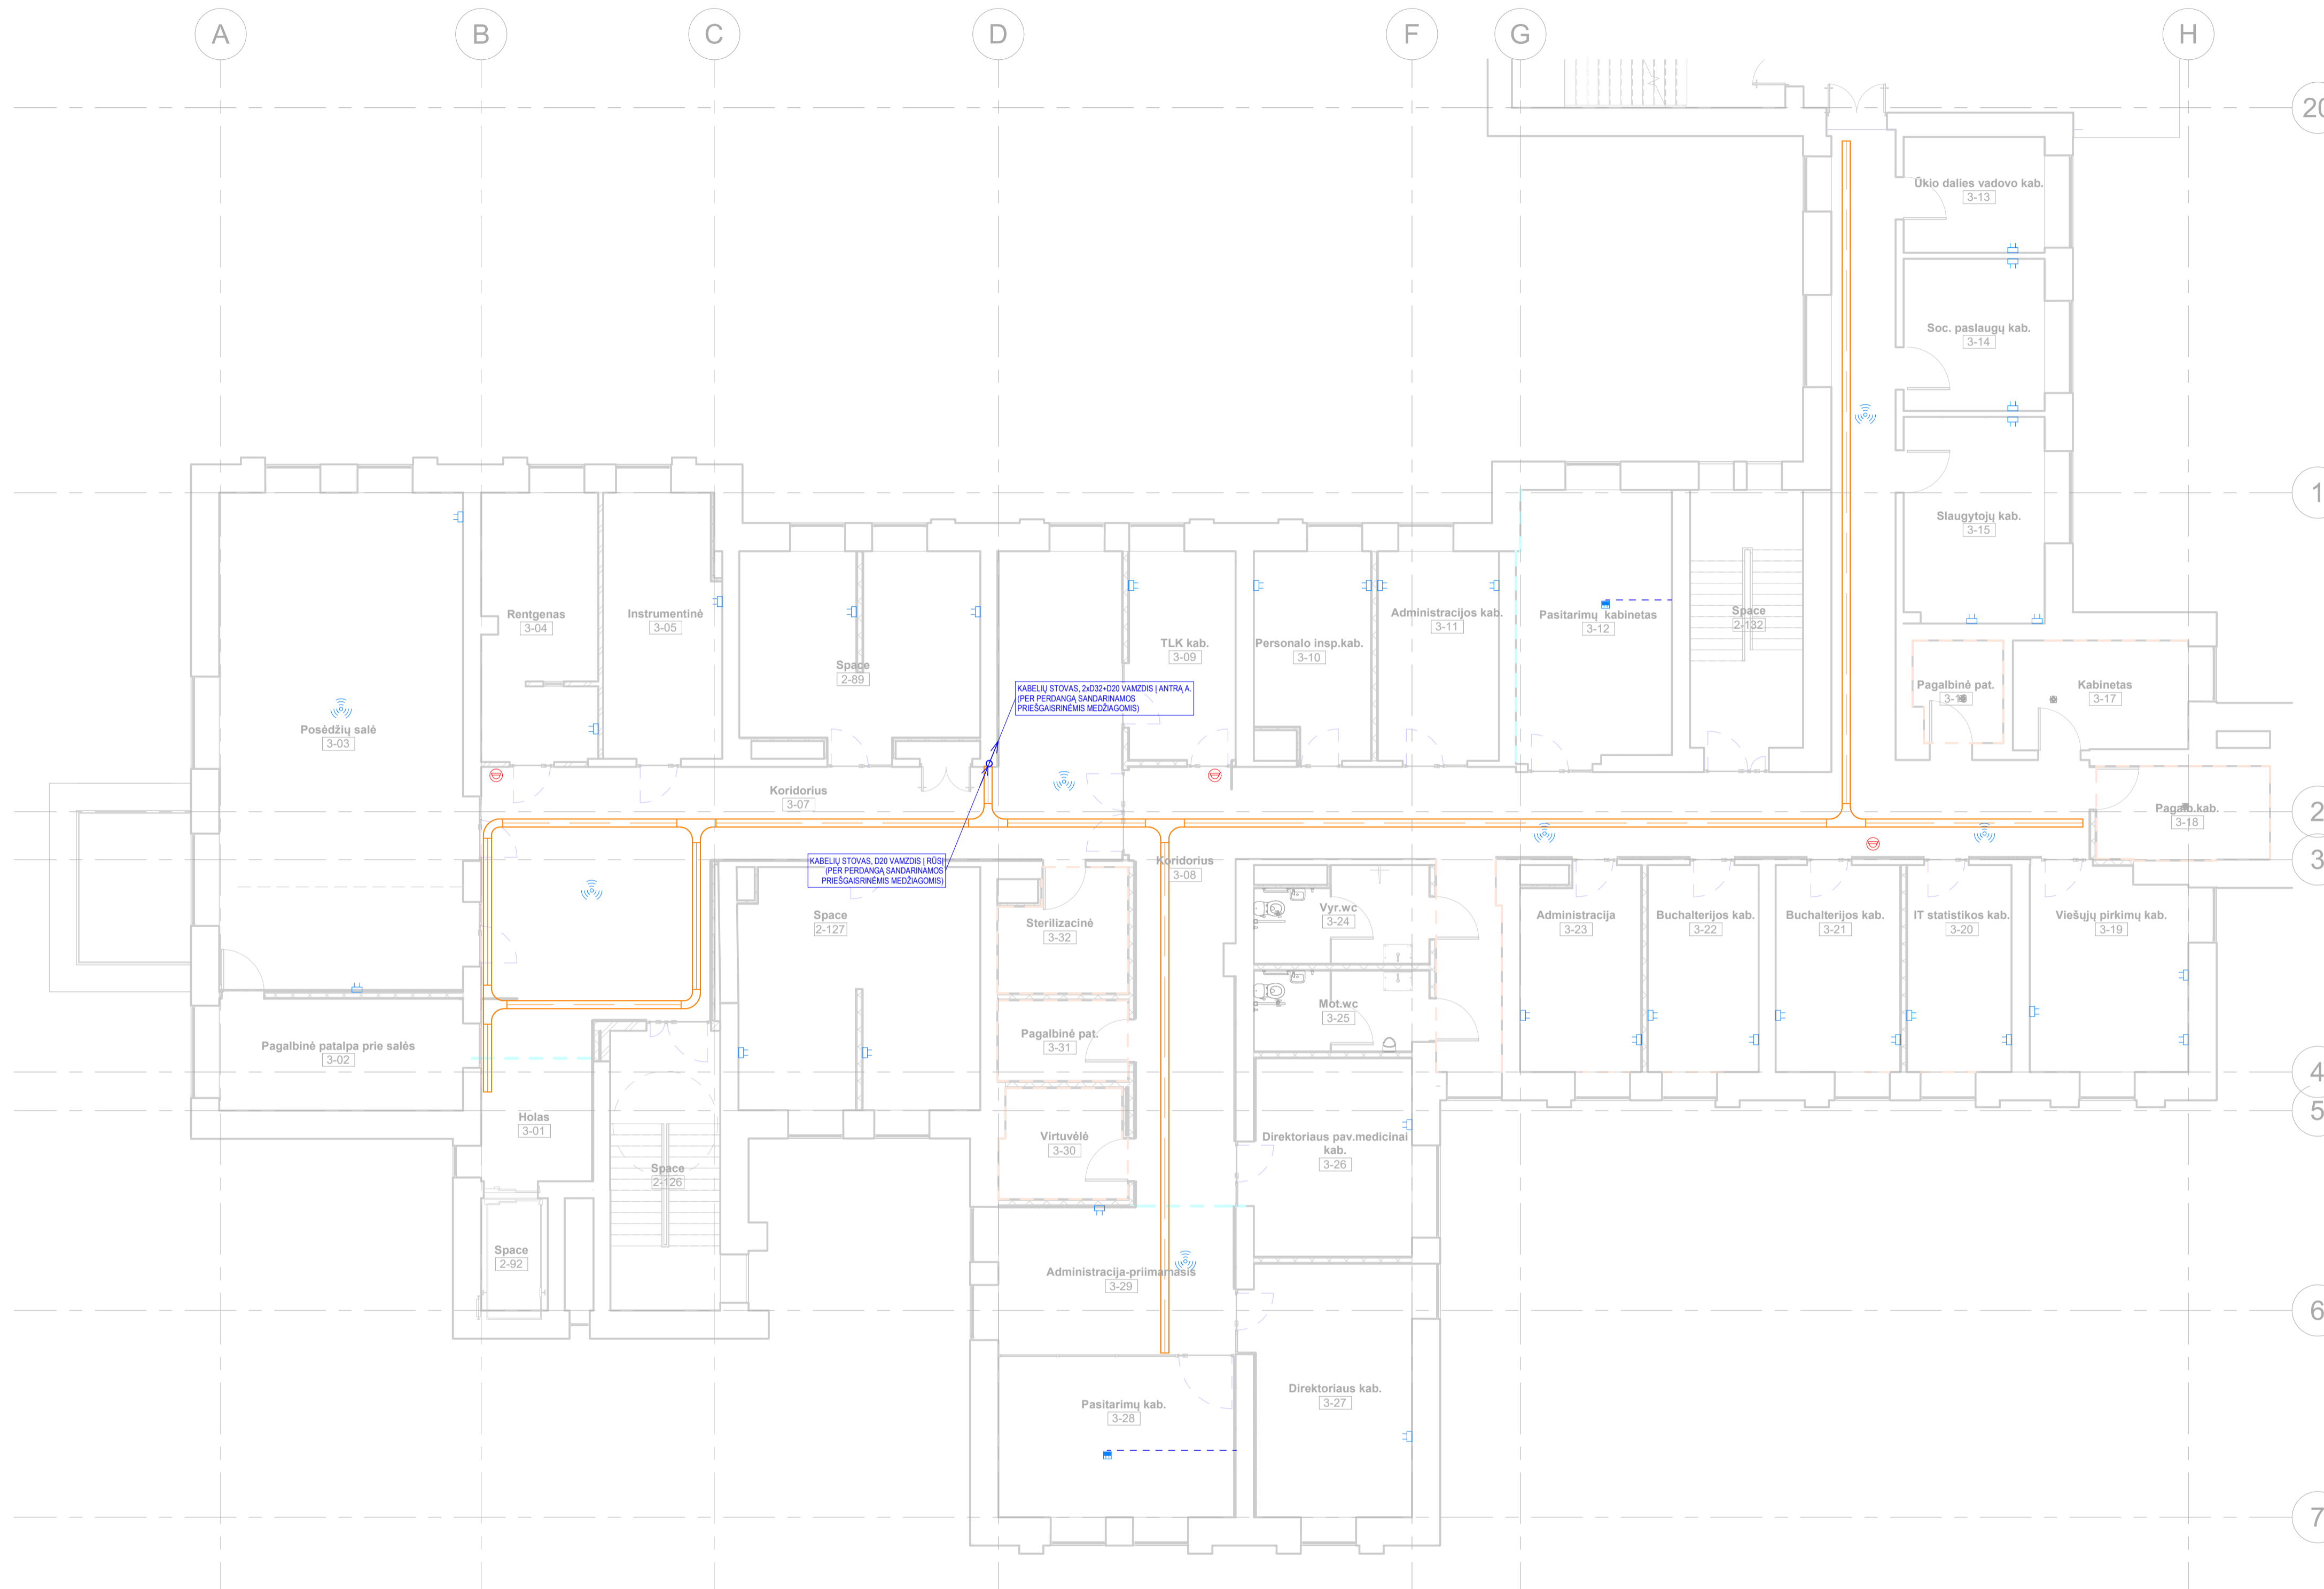 A
B
C
D
F
G
H
20
Ūkio dalies vadovo kab.
3-13
Soc. paslaugų kab.
3-14
1
Slaugytojų kab.
3-15
Rentgenas
3-04
Instrumentinė
3-05
Space
2-89
TLK kab.
3-09
Personalo insp.kab.
3-10
Administracijos kab.
3-11
Pasitarimų kabinetas
3-12
Space
2-132
Pagalbinė pat.
3-16
Kabinetas
3-17
KABELIŲ STOVAS, 2xD32+D20 VAMZDIS Į ANTRĄ A.
(PER PERDANGĄ SANDARINAMOS
PRIEŠGAISRINĖMIS MEDŽIAGOMIS)
Posėdžių salė
3-03
Koridorius
3-07
Pagalb.kab.
3-18
2
3
KABELIŲ STOVAS, D20 VAMZDIS Į RŪSĮ
(PER PERDANGĄ SANDARINAMOS
PRIEŠGAISRINĖMIS MEDŽIAGOMIS)
Koridorius
3-08
Space
2-127
Sterilizacinė
3-32
Vyr.wc
3-24
Administracija
3-23
Buchalterijos kab.
3-22
Buchalterijos kab.
3-21
IT statistikos kab.
3-20
Viešųjų pirkimų kab.
3-19
Mot.wc
3-25
Pagalbinė patalpa prie salės
3-02
Pagalbinė pat.
3-31
4
5
Holas
3-01
Virtuvėlė
3-30
Direktoriaus pav.medicinai
kab.
3-26
Space
2-126
Space
2-92
Administracija-priimamasis
3-29
6
Direktoriaus kab.
3-27
Pasitarimų kab.
3-28
7